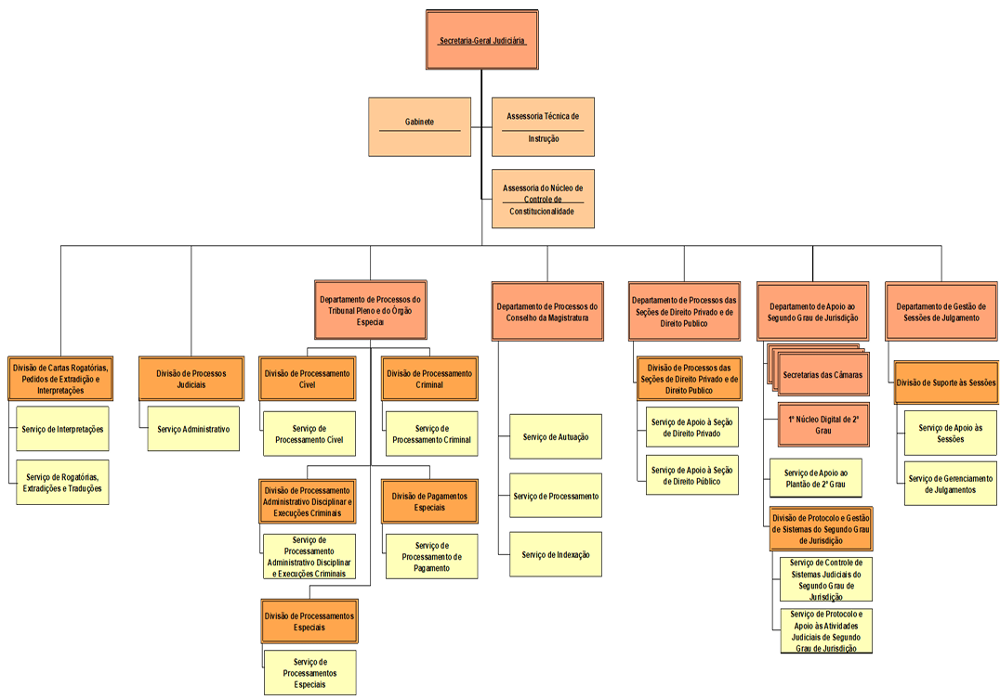 Secretaria-Geral Judiciária
Gabinete
Assessoria Técnica de
Instrução
Assessoria do Núcleo de
Controle de
Constitucionalidade
Departamento de Processos do
Tribunal Pleno e do Órgão
Especial
Departamento de Processos do
Conselho da Magistratura
Departamento de Processos das
Seções de Direito Privado e de
Direito Publico
Departamento de Apoio ao
Segundo Grau de Jurisdição
Departamento de Gestão de
Sessões de Julgamento
Divisão de Cartas Rogatórias,
Pedidos de Extradição e
Interpretações
Serviço de Interpretações
Serviço de Rogatórias,
Extradições e Traduções
Divisão de Processos
Judiciais
Serviço Administrativo
Divisão de Processamento
Cível
Serviço de
Processamento Cível
Divisão de Processamento
Criminal
Serviço de
Processamento Criminal
Divisão de Processamento
Administrativo Disciplinar e
Execuções Criminais
Serviço de
Processamento
Administrativo Disciplinar
e Execuções Criminais
Divisão de Pagamentos
Especiais
Serviço de
Processamento de
Pagamento
Divisão de Processamentos
Especiais
Serviço de
Processamentos
Especiais
Serviço de Autuação
Serviço de Processamento
Serviço de Indexação
Divisão de Processos das
Seções de Direito Privado e de
Direito Publico
Serviço de Apoio à Seção
de Direito Privado
Serviço de Apoio à Seção
de Direito Público
Secretarias das Câmaras
1º Núcleo Digital de 2º
Grau
Serviço de Apoio ao
Plantão de 2º Grau
Divisão de Protocolo e Gestão
de Sistemas do Segundo Grau
de Jurisdição
Serviço de Controle de
Sistemas Judiciais do
Segundo Grau de
Jurisdição
Serviço de Protocolo e
Apoio às Atividades
Judiciais de Segundo
Grau de Jurisdição
Divisão de Suporte às Sessões
Serviço de Apoio às
Sessões
Serviço de Gerenciamento
de Julgamentos